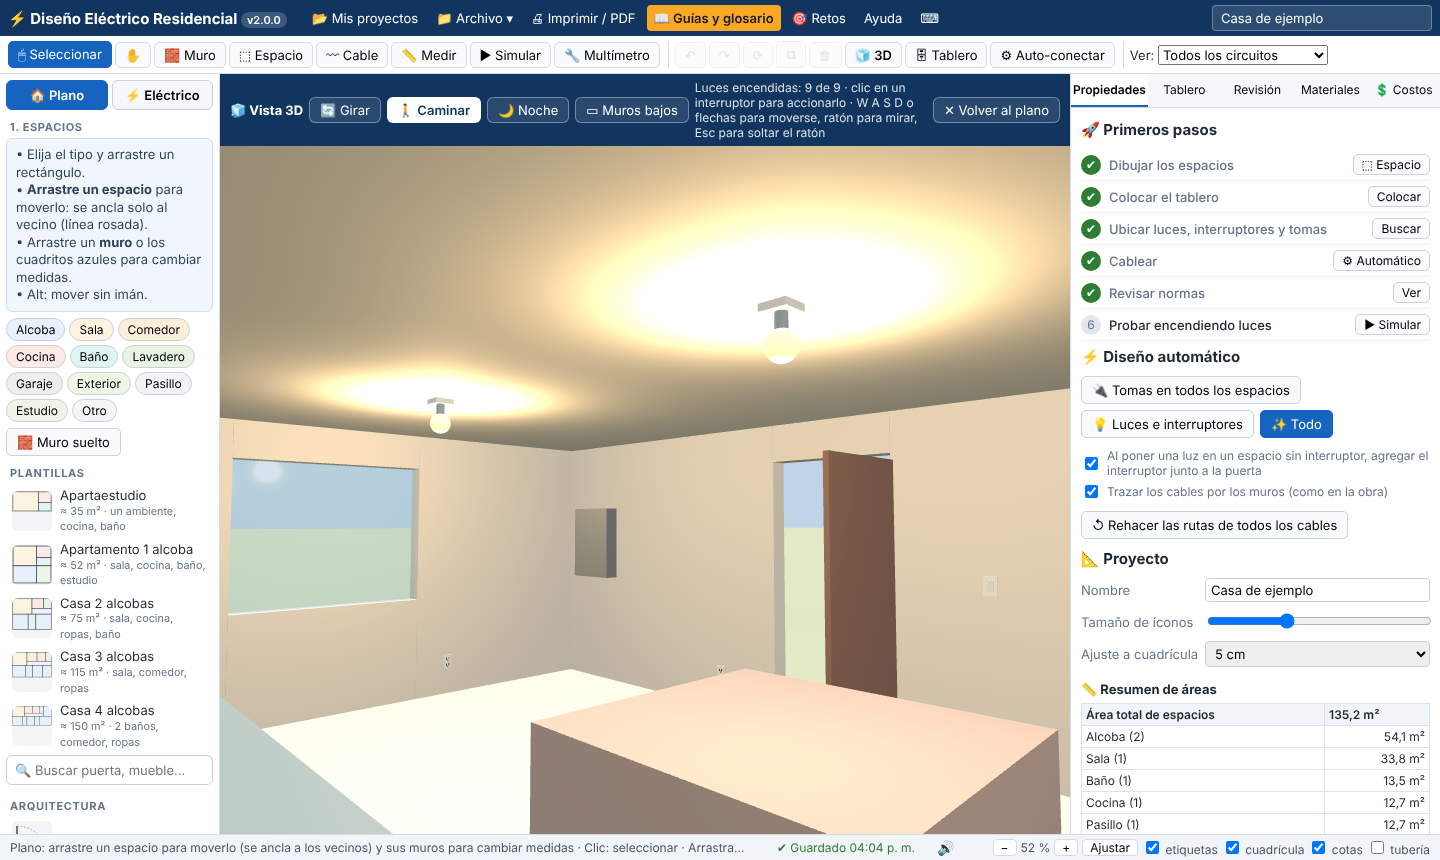 ⚡ Diseño Eléctrico Residencial v2.0.0
📂 Mis proyectos
📁 Archivo ▾
🖨 Imprimir / PDF
📖 Guías y glosario
🎯 Retos
Ayuda
Casa de ejemplo
Seleccionar
🧱 Muro
Espacio
Cable
📏 Medir
▶ Simular
🔧 Multímetro
🧊 3D
Tablero
⚙ Auto-conectar
Ver: Todos los circuitos
🏠 Plano
⚡ Eléctrico
1. ESPACIOS
• Elija el tipo y arrastre un
rectángulo.
• Arrastre un espacio para
moverlo: se ancla solo al
vecino (línea rosada).
• Arrastre un muro o los
cuadritos azules para cambiar
medidas.
• Alt: mover sin imán.
Alcoba
Sala
Comedor
Cocina
Baño
Lavadero
Garaje
Exterior
Pasillo
Estudio
Otro
🧱 Muro suelto
PLANTILLAS
Apartaestudio
≈ 35 m² · un ambiente,
cocina, baño
Apartamento 1 alcoba
≈ 52 m² · sala, cocina, baño,
estudio
Casa 2 alcobas
≈ 75 m² · sala, cocina,
ropas, baño
Casa 3 alcobas
≈ 115 m² · sala, comedor,
ropas
Casa 4 alcobas
≈ 150 m² · 2 baños,
comedor, ropas
🔍 Buscar puerta, mueble...
ARQUITECTURA
🧊 Vista 3D
🔄 Girar
🚶 Caminar
🌙 Noche
▭ Muros bajos
Luces encendidas: 9 de 9 · clic en un
interruptor para accionarlo · W A S D o
flechas para moverse, ratón para mirar,
Esc para soltar el ratón
✕ Volver al plano
Propiedades
Tablero
Revisión
Materiales
💲 Costos
🚀 Primeros pasos
✔ Dibujar los espacios
⬚ Espacio
✔ Colocar el tablero
Colocar
✔ Ubicar luces, interruptores y tomas
Buscar
✔ Cablear
⚙ Automático
✔ Revisar normas
Ver
6 Probar encendiendo luces
▶ Simular
⚡ Diseño automático
🔌 Tomas en todos los espacios
💡 Luces e interruptores
✨ Todo
Al poner una luz en un espacio sin interruptor, agregar el
interruptor junto a la puerta
Trazar los cables por los muros (como en la obra)
↺ Rehacer las rutas de todos los cables
📐 Proyecto
Nombre
Casa de ejemplo
Tamaño de íconos
Ajuste a cuadrícula
5 cm
📏 Resumen de áreas
Área total de espacios 135,2 m²
Alcoba (2) 54,1 m²
Sala (1) 33,8 m²
Baño (1) 13,5 m²
Cocina (1) 12,7 m²
Pasillo (1) 12,7 m²
Plano: arrastre un espacio para moverlo (se ancla a los vecinos) y sus muros para cambiar medidas · Clic: seleccionar · Arrastra...
✔ Guardado 04:04 p. m.
− 52 % +
Ajustar
etiquetas
cuadrícula
cotas
tubería